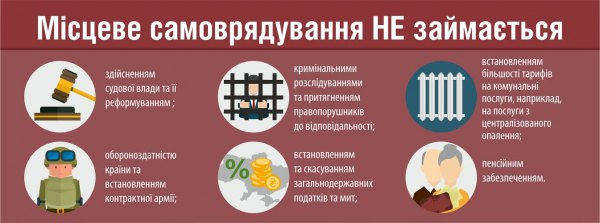 Місцеве самоврядування НЕ займається
здійсненням
судової влади та її
реформуванням ;
кримінальними
розслідуваннями
та притягненням
правопорушників
до відповідальності;
встановленням
більшості тарифів
на комунальні
послуги, наприклад,
на послуги з
централізованого
опалення;
обороноздатністю
країни та
встановленням
контрактної армії;
%
встановленням
та скасуванням
загальнодержавних
податків та мит;
пенсійним
забезпеченням.